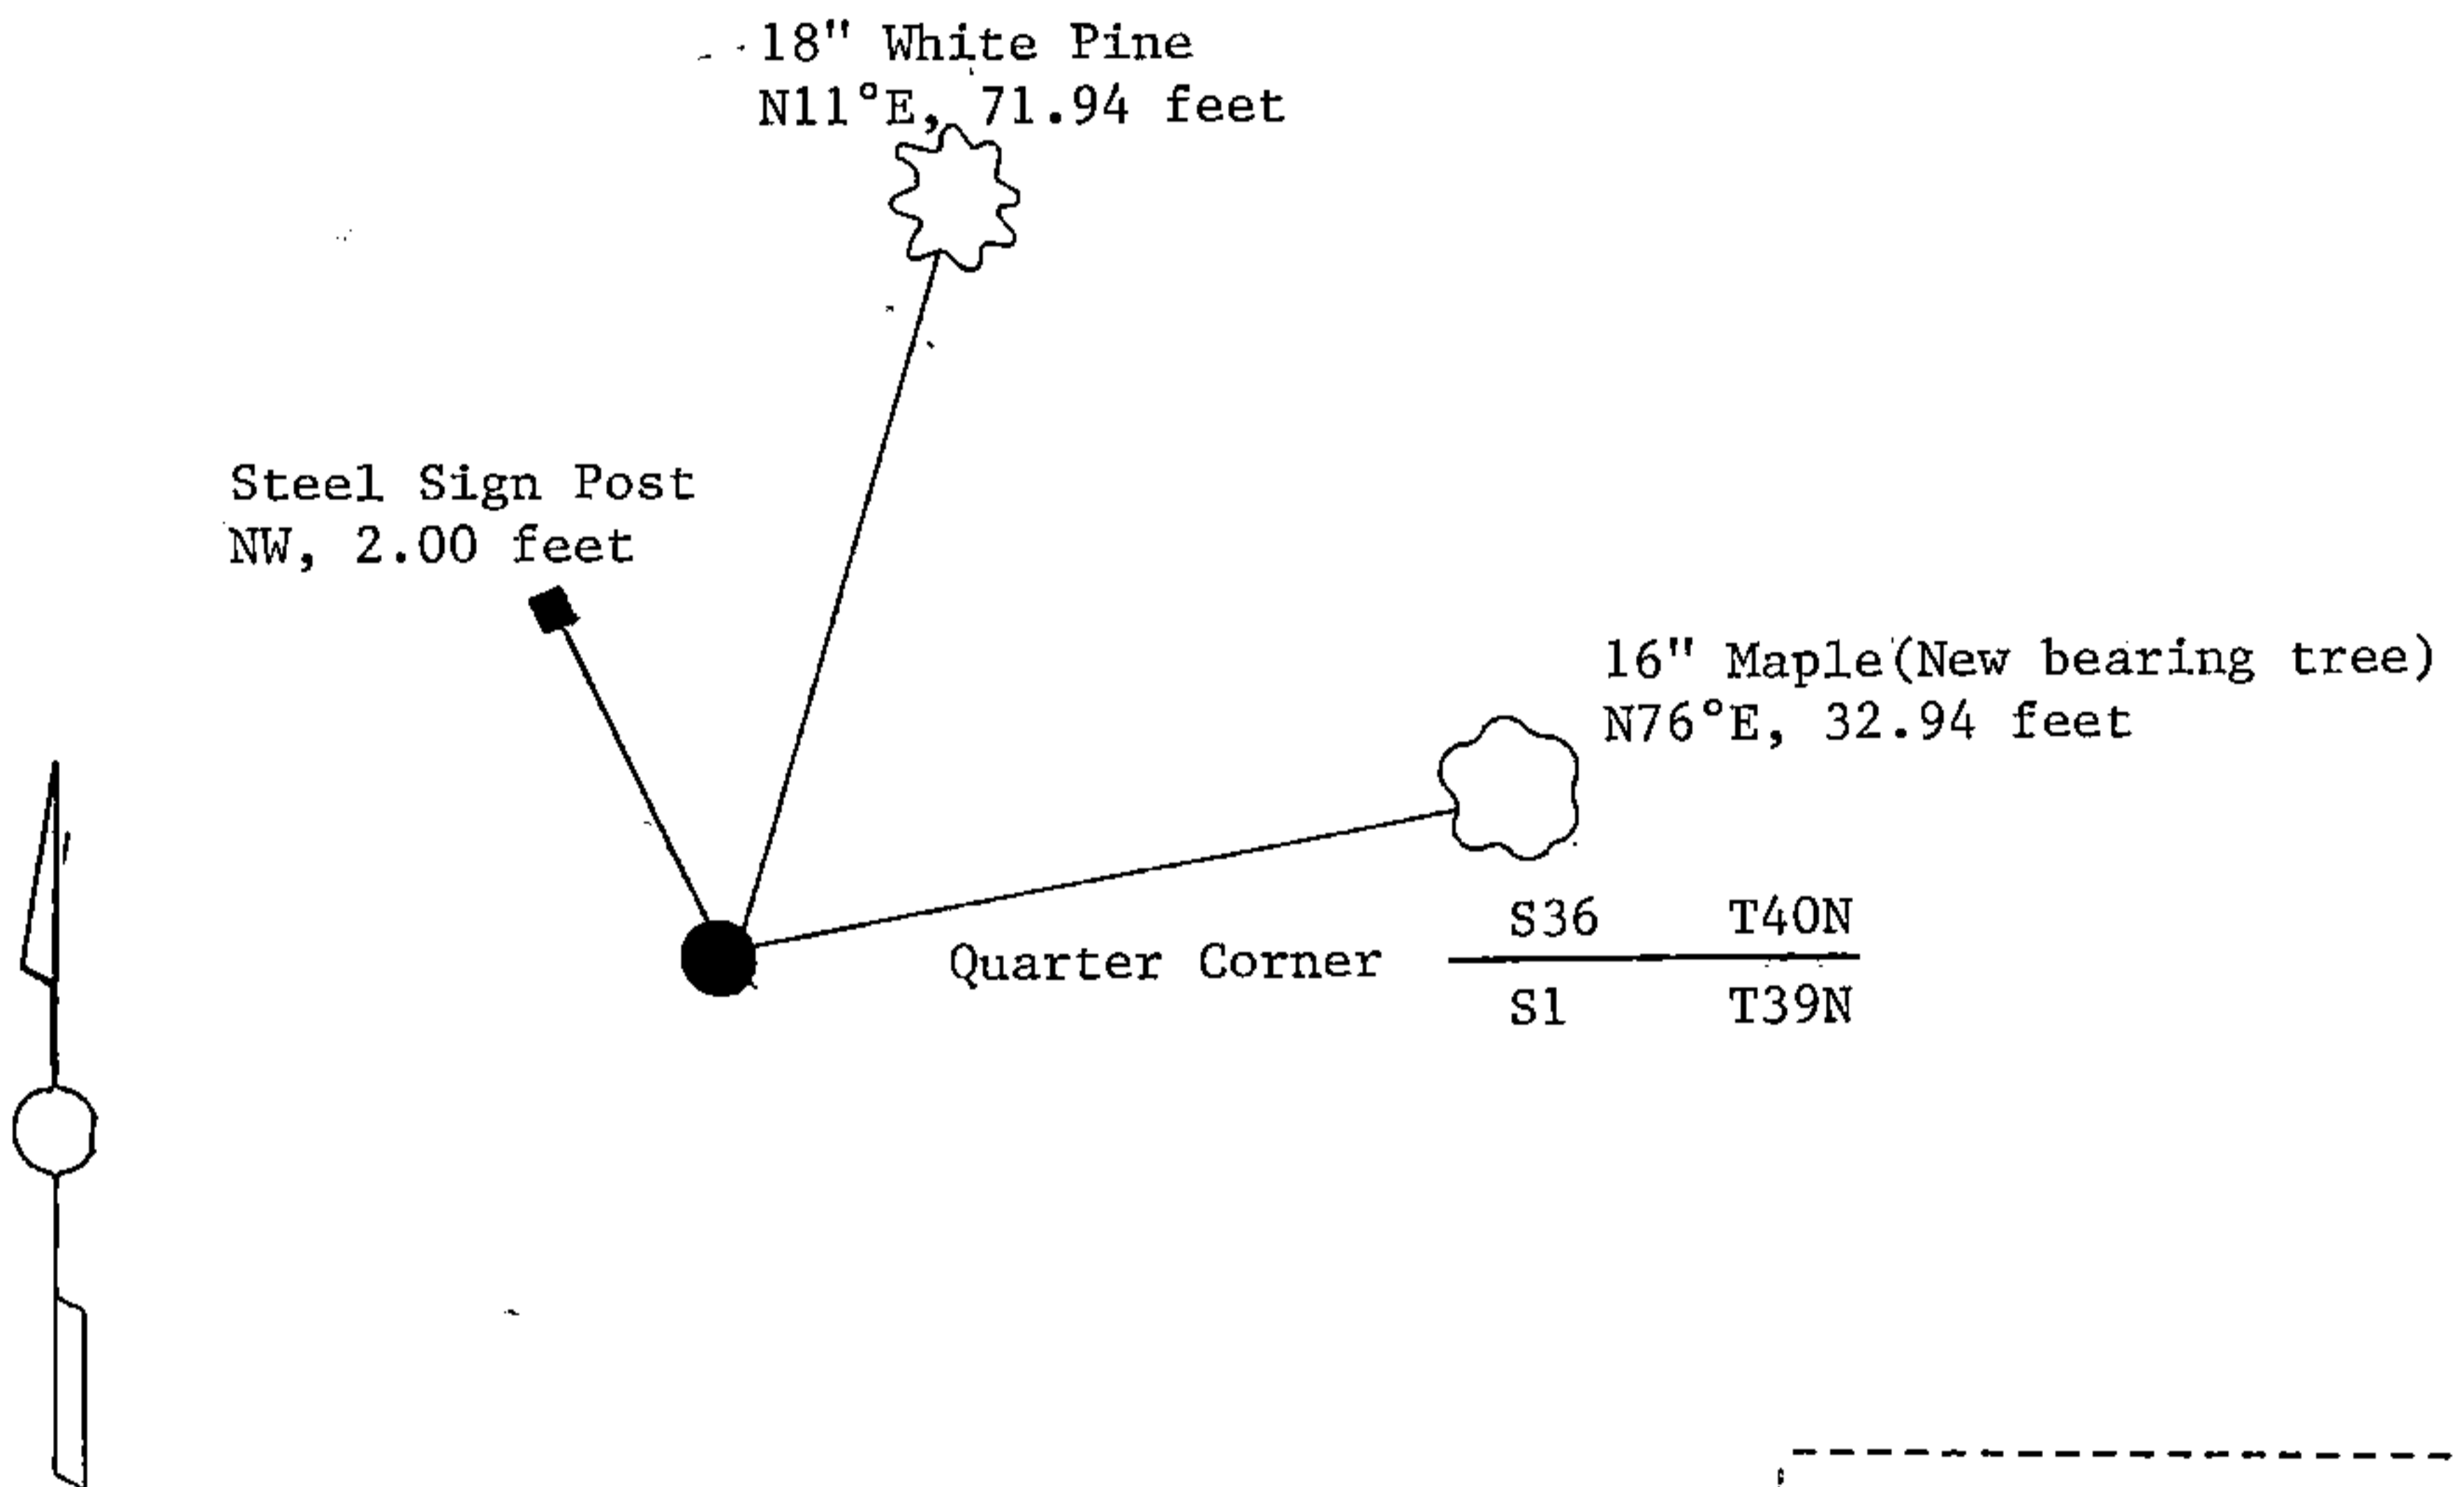 18" White Pine
N11°E, 71.94 feet
Steel Sign Post
NW, 2.00 feet
16" Maple(New bearing tree)
N76°E, 32.94 feet
Quarter Corner
S36 T40N
S1 T39N